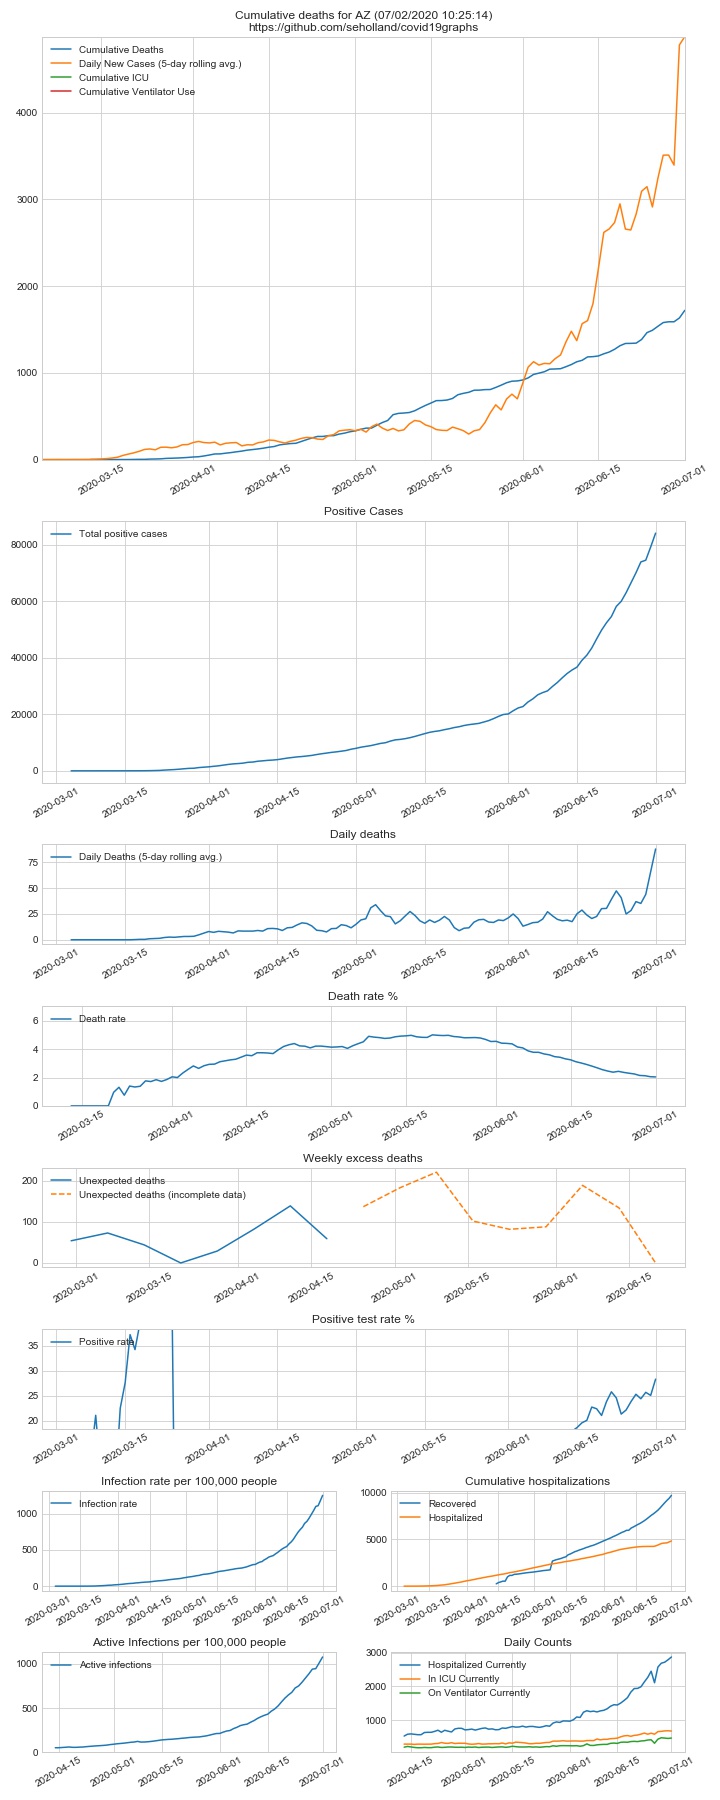 Cumulative deaths for AZ (07/02/2020 10:25:14)
https://github.com/seholland/covid19graphs
Cumulative Deaths
Daily New Cases (5-day rolling avg.)
Cumulative ICU
Cumulative Ventilator Use
4000
3000
2000
1000
0
2020-03-15 2020-04-01 2020-04-15 2020-05-01 2020-05-15 2020-06-01 2020-06-15 2020-07-01
Positive Cases
Total positive cases
80000
60000
40000
20000
0
2020-03-01 2020-03-15 2020-04-01 2020-04-15 2020-05-01 2020-05-15 2020-06-01 2020-06-15 2020-07-01
Daily deaths
Daily Deaths (5-day rolling avg.)
75
50
25
0
2020-03-01 2020-03-15 2020-04-01 2020-04-15 2020-05-01 2020-05-15 2020-06-01 2020-06-15 2020-07-01
Death rate %
Death rate
6
4
2
0
2020-03-15 2020-04-01 2020-04-15 2020-05-01 2020-05-15 2020-06-01 2020-06-15 2020-07-01
Weekly excess deaths
Unexpected deaths
Unexpected deaths (incomplete data)
200
100
0
2020-03-01 2020-03-15 2020-04-01 2020-04-15 2020-05-01 2020-05-15 2020-06-01 2020-06-15
Positive test rate %
Positive rate
35
30
25
20
2020-03-01 2020-03-15 2020-04-01 2020-04-15 2020-05-01 2020-05-15 2020-06-01 2020-06-15 2020-07-01
Infection rate per 100,000 people
Infection rate
1000
500
0
2020-03-01 2020-03-15 2020-04-01 2020-04-15 2020-05-01 2020-05-15 2020-06-01 2020-06-15 2020-07-01
Cumulative hospitalizations
Recovered
Hospitalized
10000
5000
0
2020-03-01 2020-03-15 2020-04-01 2020-04-15 2020-05-01 2020-05-15 2020-06-01 2020-06-15 2020-07-01
Active Infections per 100,000 people
Active infections
1000
500
0
2020-04-15 2020-05-01 2020-05-15 2020-06-01 2020-06-15 2020-07-01
Daily Counts
Hospitalized Currently
In ICU Currently
On Ventilator Currently
3000
2000
1000
2020-04-15 2020-05-01 2020-05-15 2020-06-01 2020-06-15 2020-07-01